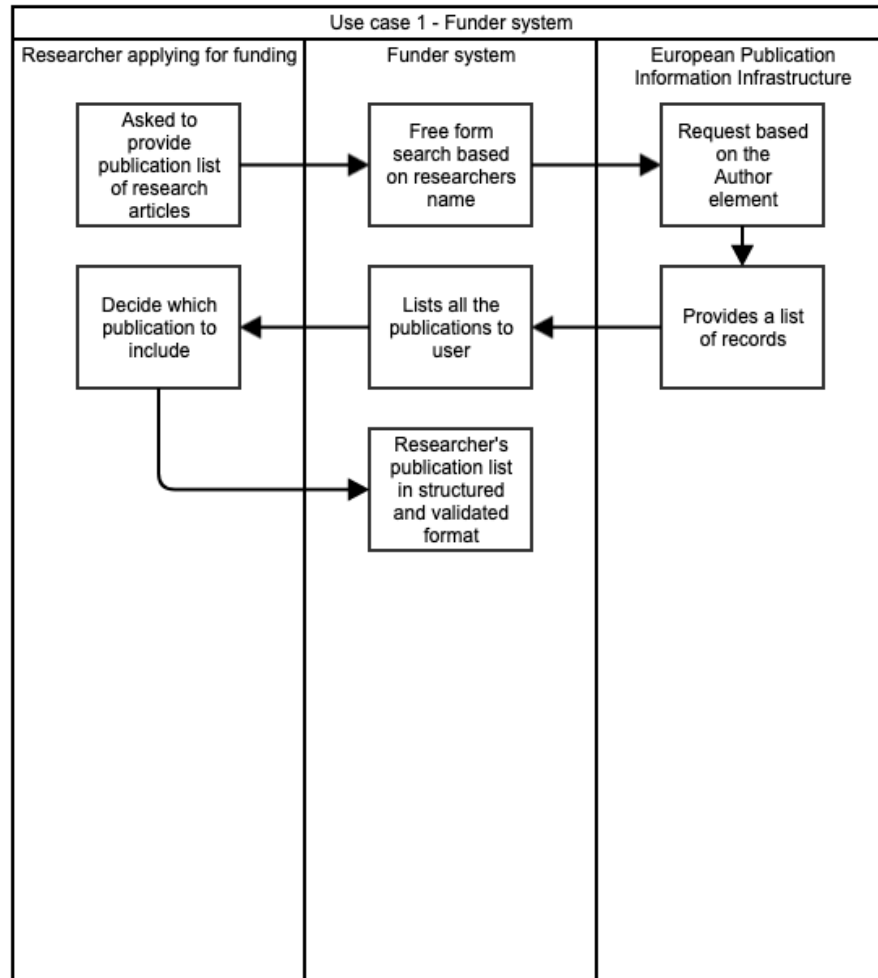 Use case 1 - Funder system
Researcher applying for funding
Funder system
European Publication
Information Infrastructure
Asked to
provide
publication list
of research
articles
Free form
search based
on researchers
name
Request based
on the
Author
element
Decide which
publication to
include
Lists all the
publications to
user
Provides a list
of records
Researcher's
publication list
in structured
and validated
format